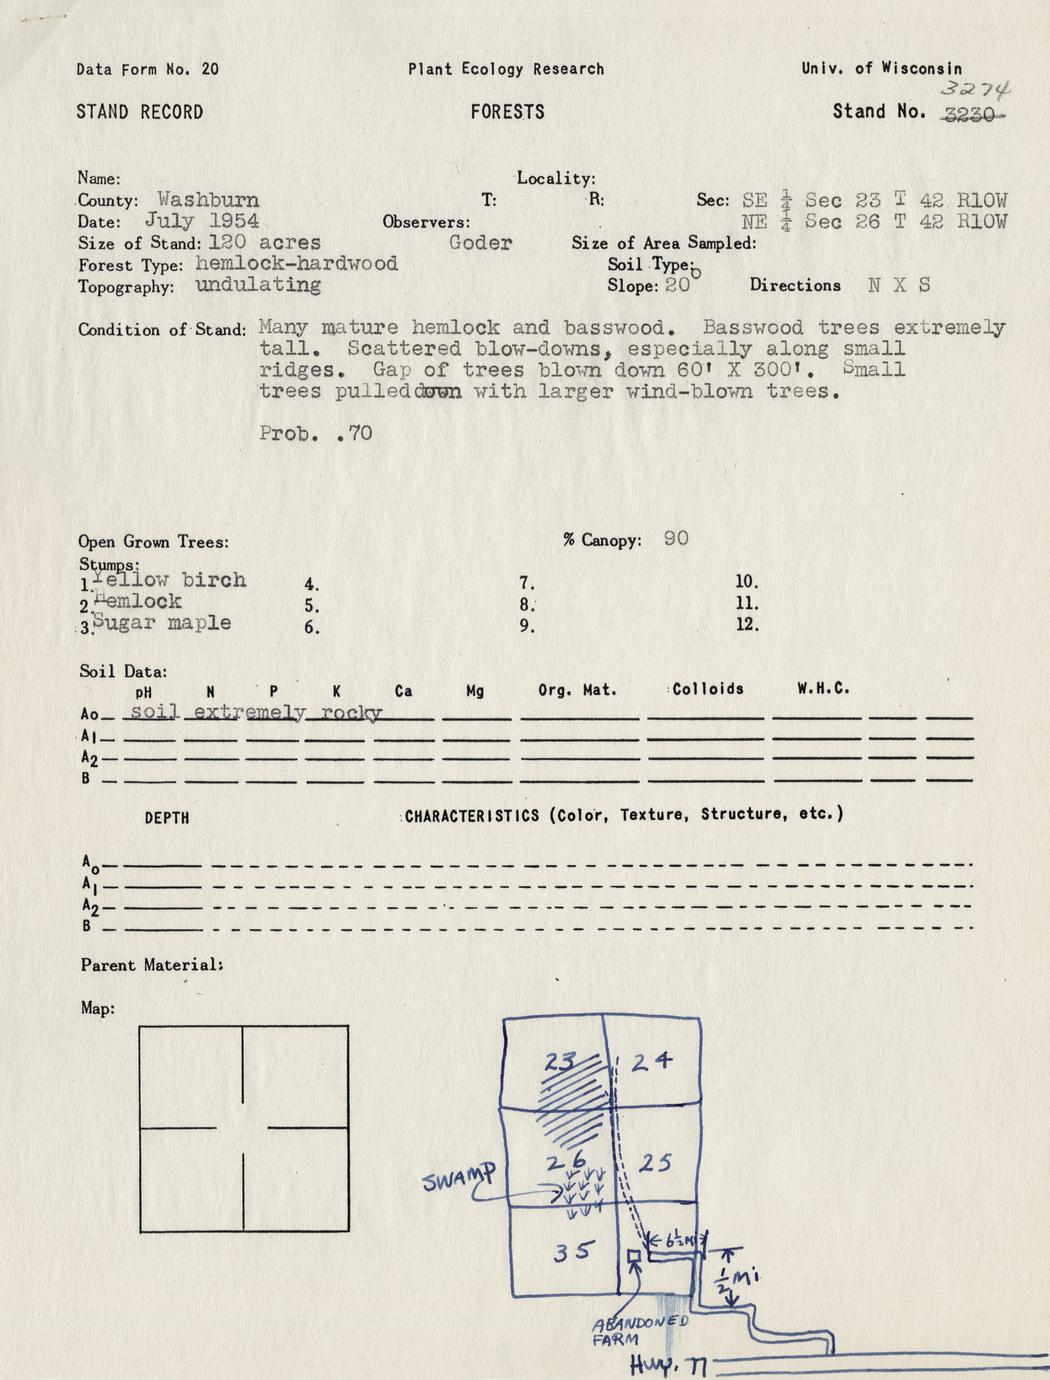 Data Form No. 20 Plant Ecology Research Univ. of Wisconsin
3274
STAND RECORD FORESTS Stand No. 3230
Name: Locality:
County: Washburn T: R: Sec: SE 1/4 Sec 23 T 42 R10W
Date: July 1954 Observers: NE 1/4 Sec 26 T 42 R10W
Size of Stand: 120 acres Goder Size of Area Sampled:
Forest Type: hemlock-hardwood Soil Type:
Topography: undulating Slope: 20° Directions N X S
Condition of Stand: Many mature hemlock and basswood. Basswood trees extremely
tall. Scattered blow-downs, especially along small
ridges. Gap of trees blown down 60' X 300'. Small
trees pulled down with larger wind-blown trees.
Prob. .70
Open Grown Trees: % Canopy: 90
Stumps:
1. Yellow birch 4. 7. 10.
2. Hemlock 5. 8. 11.
3. Sugar maple 6. 9. 12.
Soil Data:
pH N P K Ca Mg Org. Mat. Colloids W.H.C.
Ao soil extremely rocky
A1
A2
B
DEPTH CHARACTERISTICS (Color, Texture, Structure, etc.)
Ao
A1
A2
B
Parent Material:
Map:
23 24
26 25
SWAMP
35 6½ Mi
½ Mi
ABANDONED
FARM
Hwy. 77